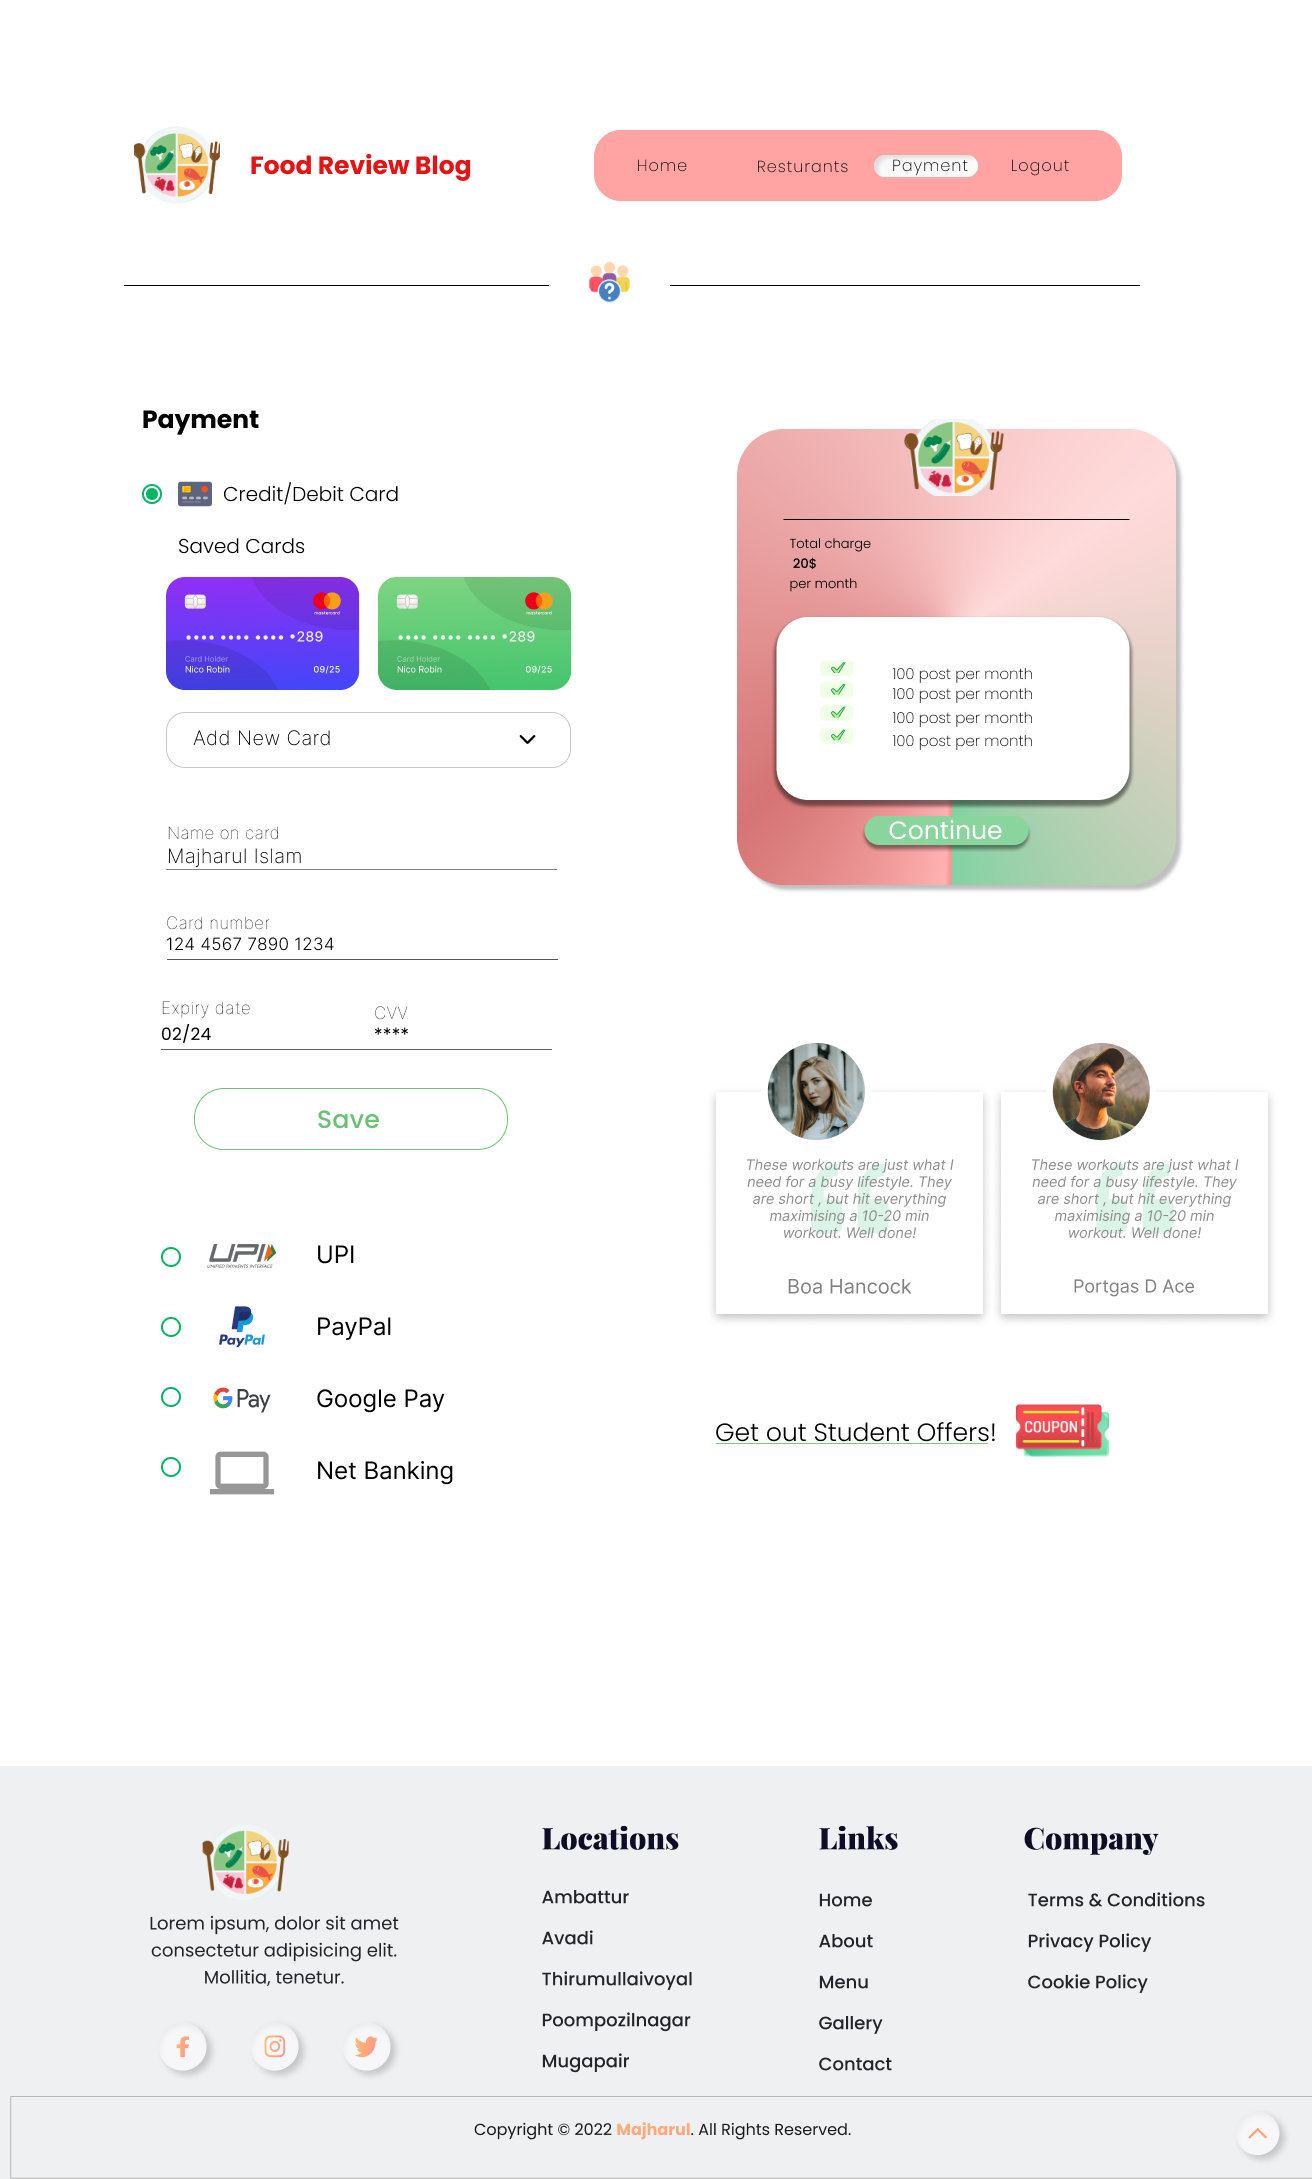 Food Review Blog
Home
Resturants
Payment
Logout
Payment
Credit/Debit Card
Saved Cards
mastercard
•••• •••• •••• •289
Card Holder
Nico Robin
09/25
mastercard
•••• •••• •••• •289
Card Holder
Nico Robin
09/25
Add New Card
Name on card
Majharul Islam
Card number
124 4567 7890 1234
Expiry date
02/24
CVV
****
Save
UPI
UNIFIED PAYMENTS INTERFACE
UPI
PayPal
PayPal
G Pay
Google Pay
Net Banking
Total charge
20$
per month
100 post per month
100 post per month
100 post per month
100 post per month
Continue
These workouts are just what I
need for a busy lifestyle. They
are short , but hit everything
maximising a 10-20 min
workout. Well done!
Boa Hancock
These workouts are just what I
need for a busy lifestyle. They
are short , but hit everything
maximising a 10-20 min
workout. Well done!
Portgas D Ace
Get out Student Offers!
COUPON
Lorem ipsum, dolor sit amet
consectetur adipisicing elit.
Mollitia, tenetur.
Locations
Ambattur
Avadi
Thirumullaivoyal
Poompozilnagar
Mugapair
Links
Home
About
Menu
Gallery
Contact
Company
Terms & Conditions
Privacy Policy
Cookie Policy
Copyright © 2022 Majharul. All Rights Reserved.